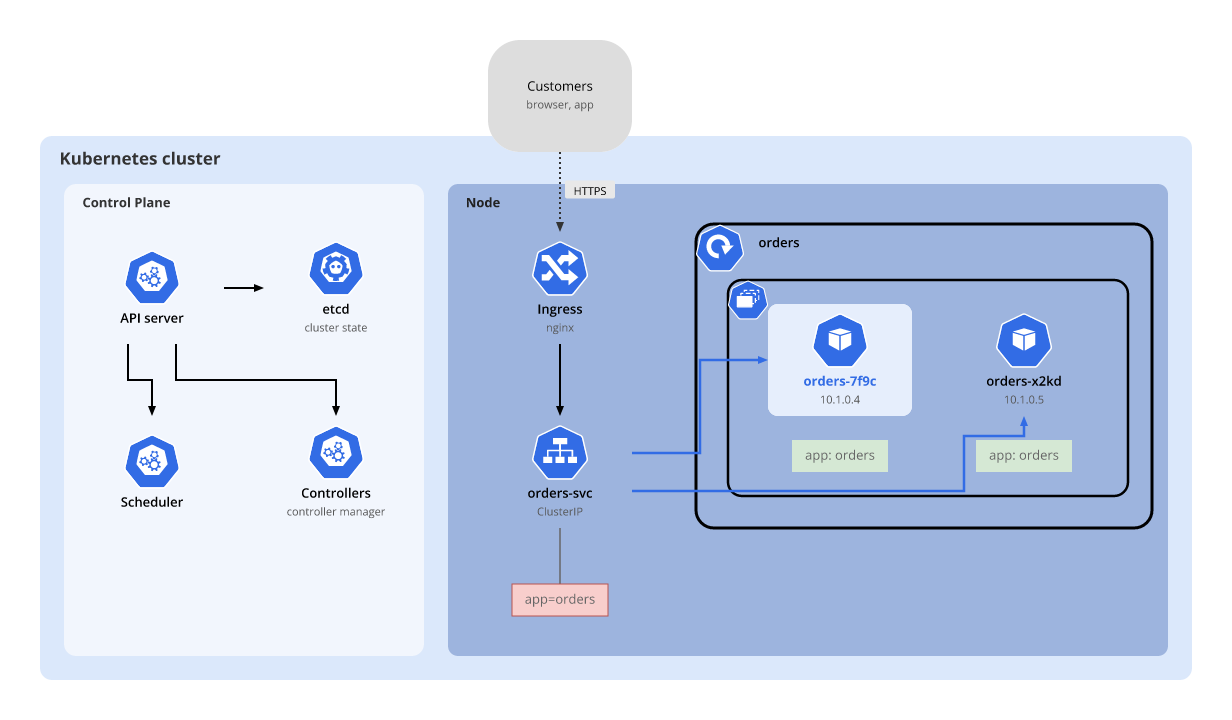 Customers
browser, app
Kubernetes cluster
HTTPS
Control Plane
Node
API server
etcd
cluster state
Scheduler
Controllers
controller manager
Ingress
nginx
orders-svc
ClusterIP
app=orders
orders
orders-7f9c
10.1.0.4
app: orders
orders-x2kd
10.1.0.5
app: orders